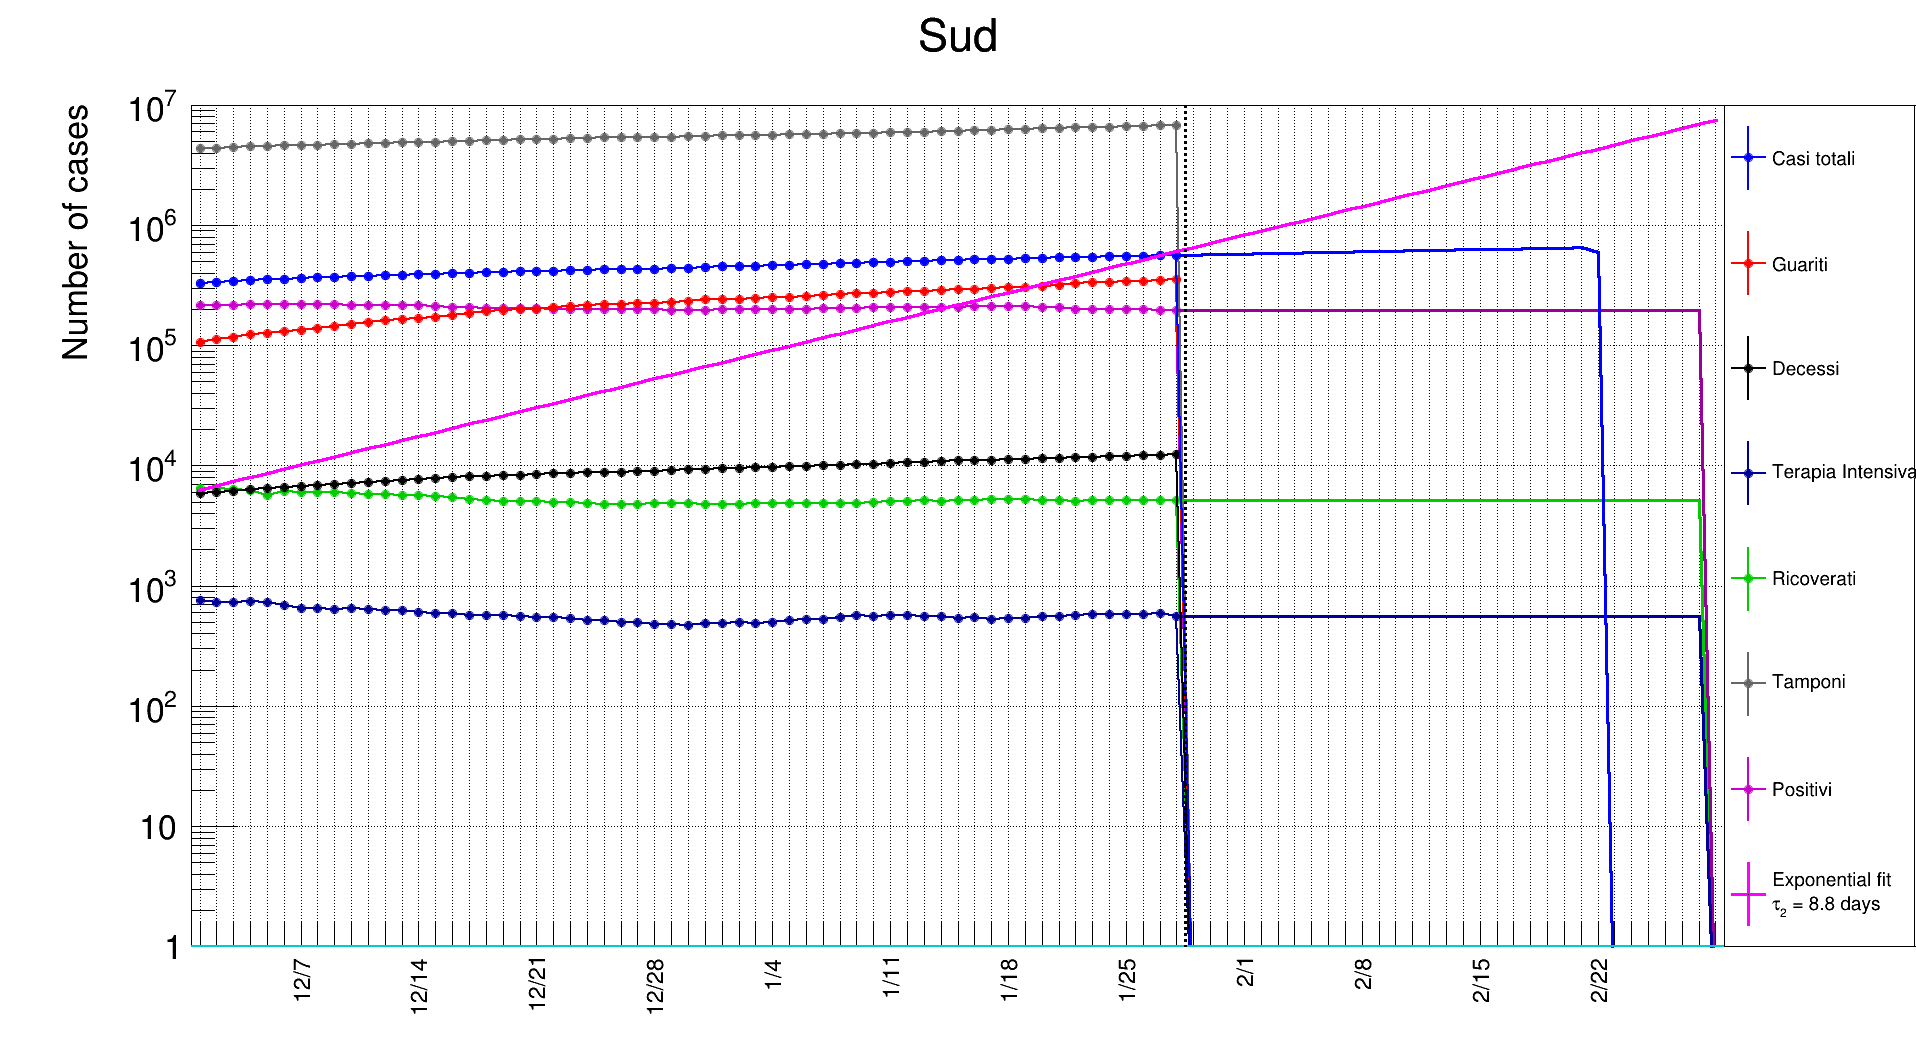 Sud
Number of cases
10^7
10^6
10^5
10^4
10^3
10^2
10
1
12/7
12/14
12/21
12/28
1/4
1/11
1/18
1/25
2/1
2/8
2/15
2/22
Casi totali
Guariti
Decessi
Terapia Intensiva
Ricoverati
Tamponi
Positivi
Exponential fit
τ_2 = 8.8 days